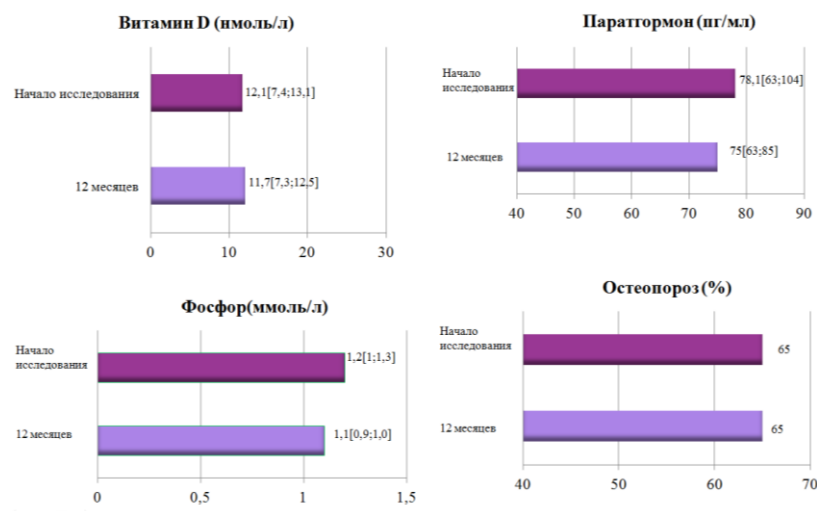 Витамин D (нмоль/л)
Начало исследования
12,1[7,4;13,1]
12 месяцев
11,7[7,3;12,5]
0 10 20 30
Паратгормон (пг/мл)
Начало
исследования
78,1[63;104]
12 месяцев
75[63;85]
40 50 60 70 80 90
Фосфор(ммоль/л)
Начало
исследования
1,2[1;1,3]
12 месяцев
1,1[0,9;1,0]
0 0,5 1 1,5
Остеопороз (%)
Начало
исследования
65
12 месяцев
65
40 50 60 70